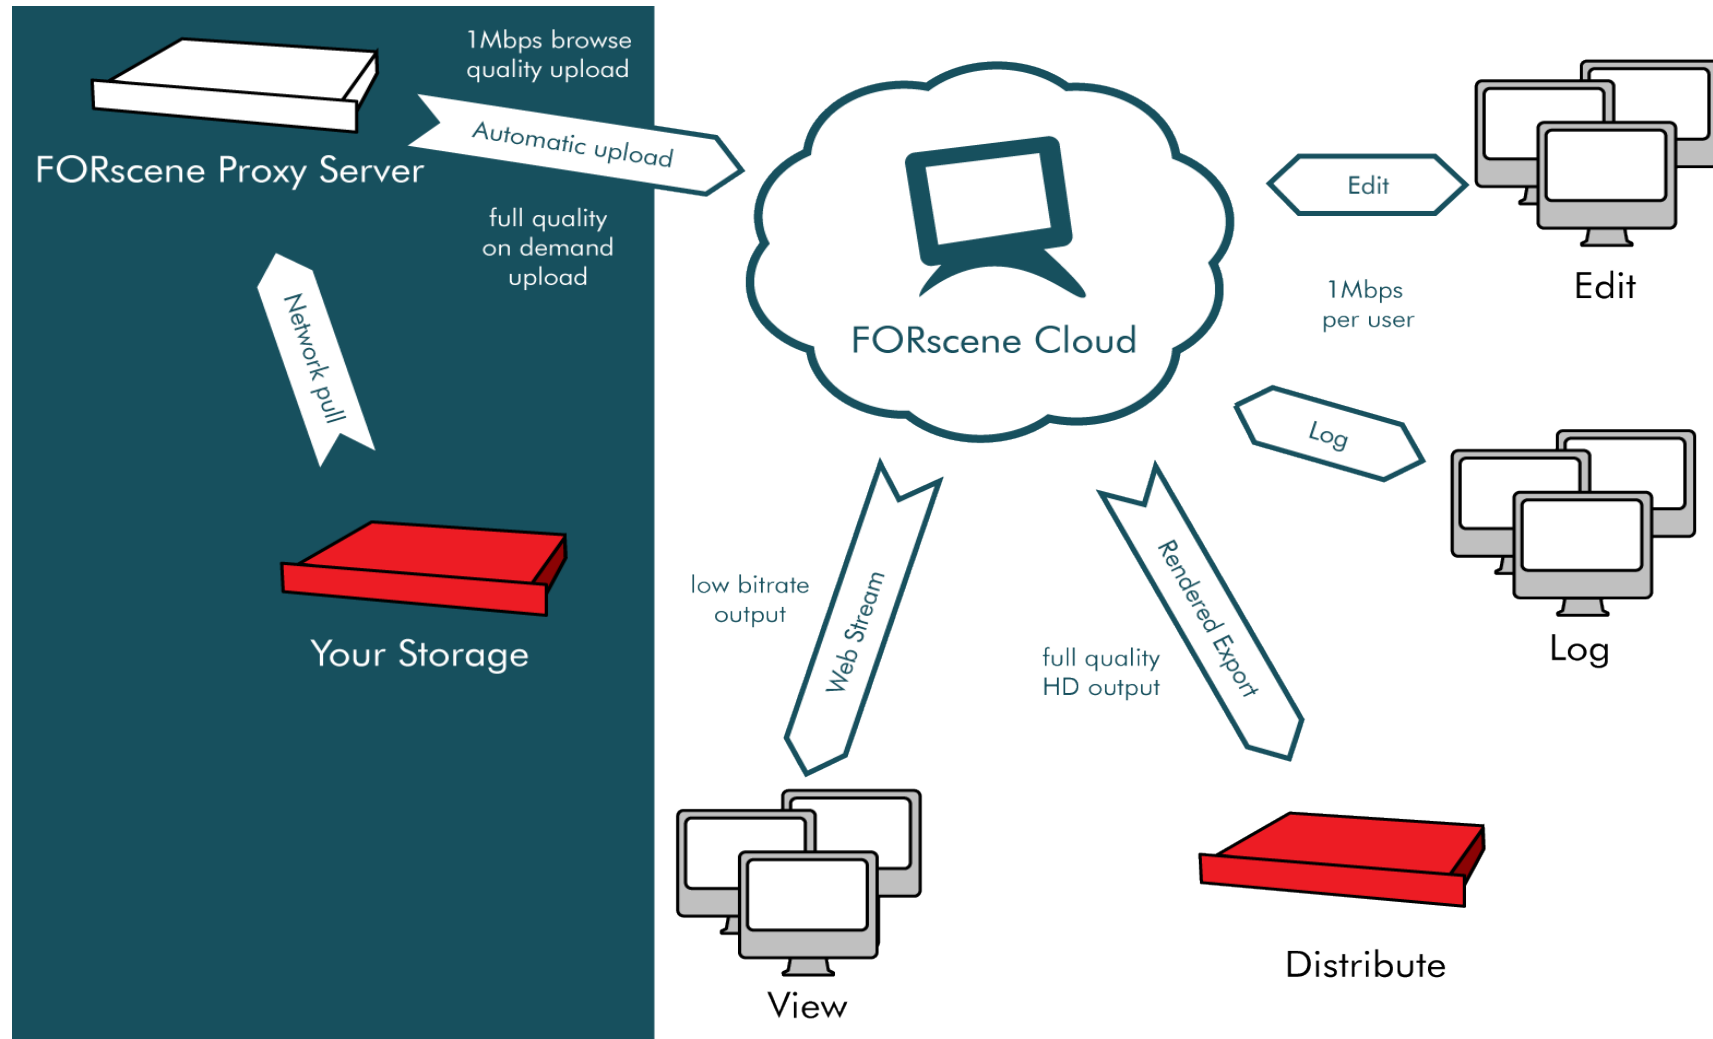 1Mbps browse
quality upload
Automatic upload
FORscene Proxy Server
full quality
on demand
upload
Network pull
Your Storage
FORscene Cloud
Edit
Edit
1Mbps
per user
Log
Log
low bitrate
output
Web Stream
full quality
HD output
Rendered Export
View
Distribute